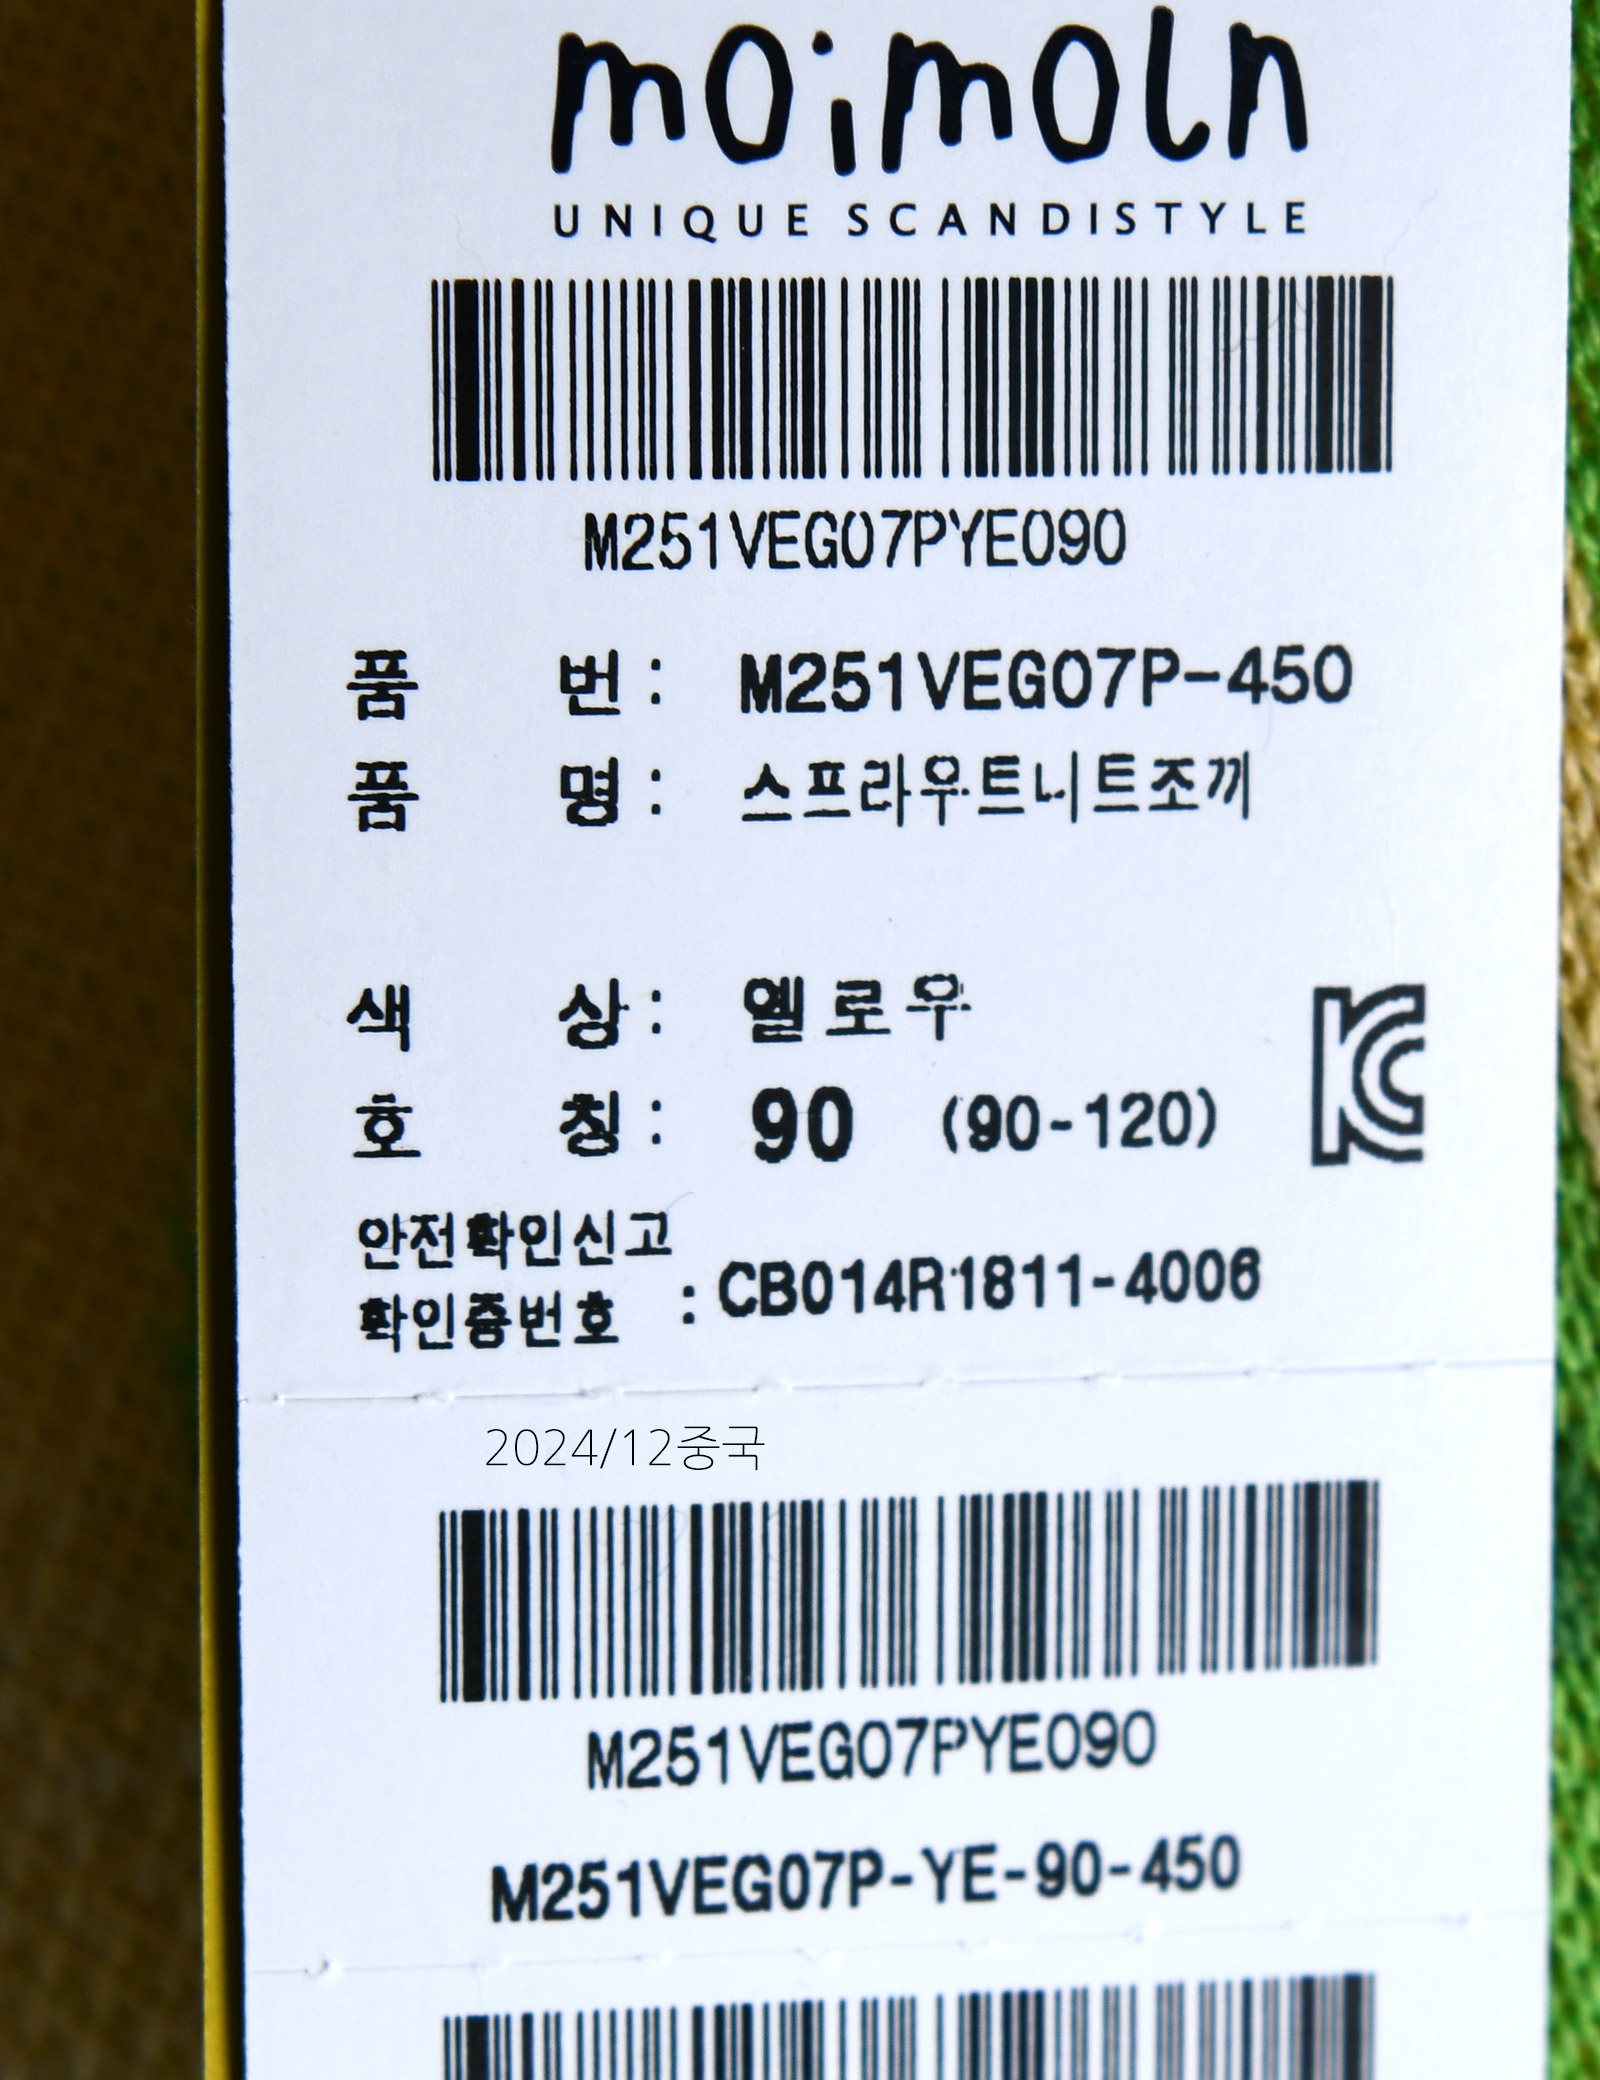 moimoln
UNIQUE SCANDISTYLE
M251VEG07PYE090
품 번 : M251VEG07P-450
품 명 : 스프라우트니트조끼
색 상 : 옐로우
호 칭 : 90 (90-120)
안전확인신고
확인증번호 : CB014R1811-4006
2024/12중국
M251VEG07PYE090
M251VEG07P-YE-90-450